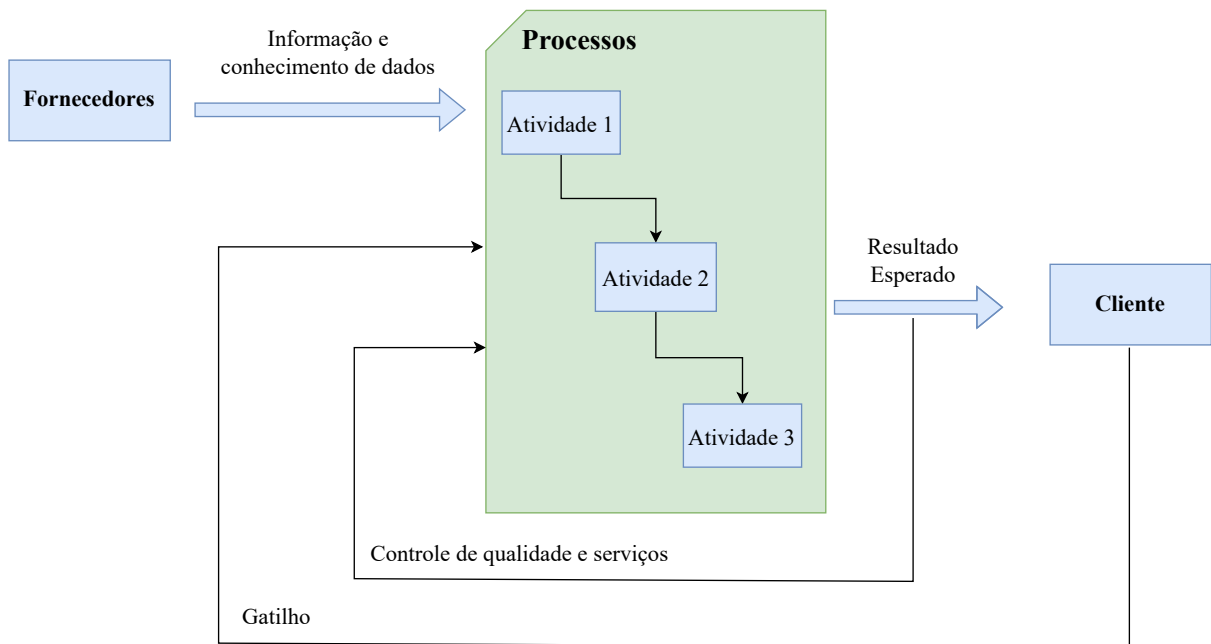 Informação e
conhecimento de dados
Processos
Fornecedores
Atividade 1
Atividade 2
Resultado
Esperado
Cliente
Atividade 3
Controle de qualidade e serviços
Gatilho